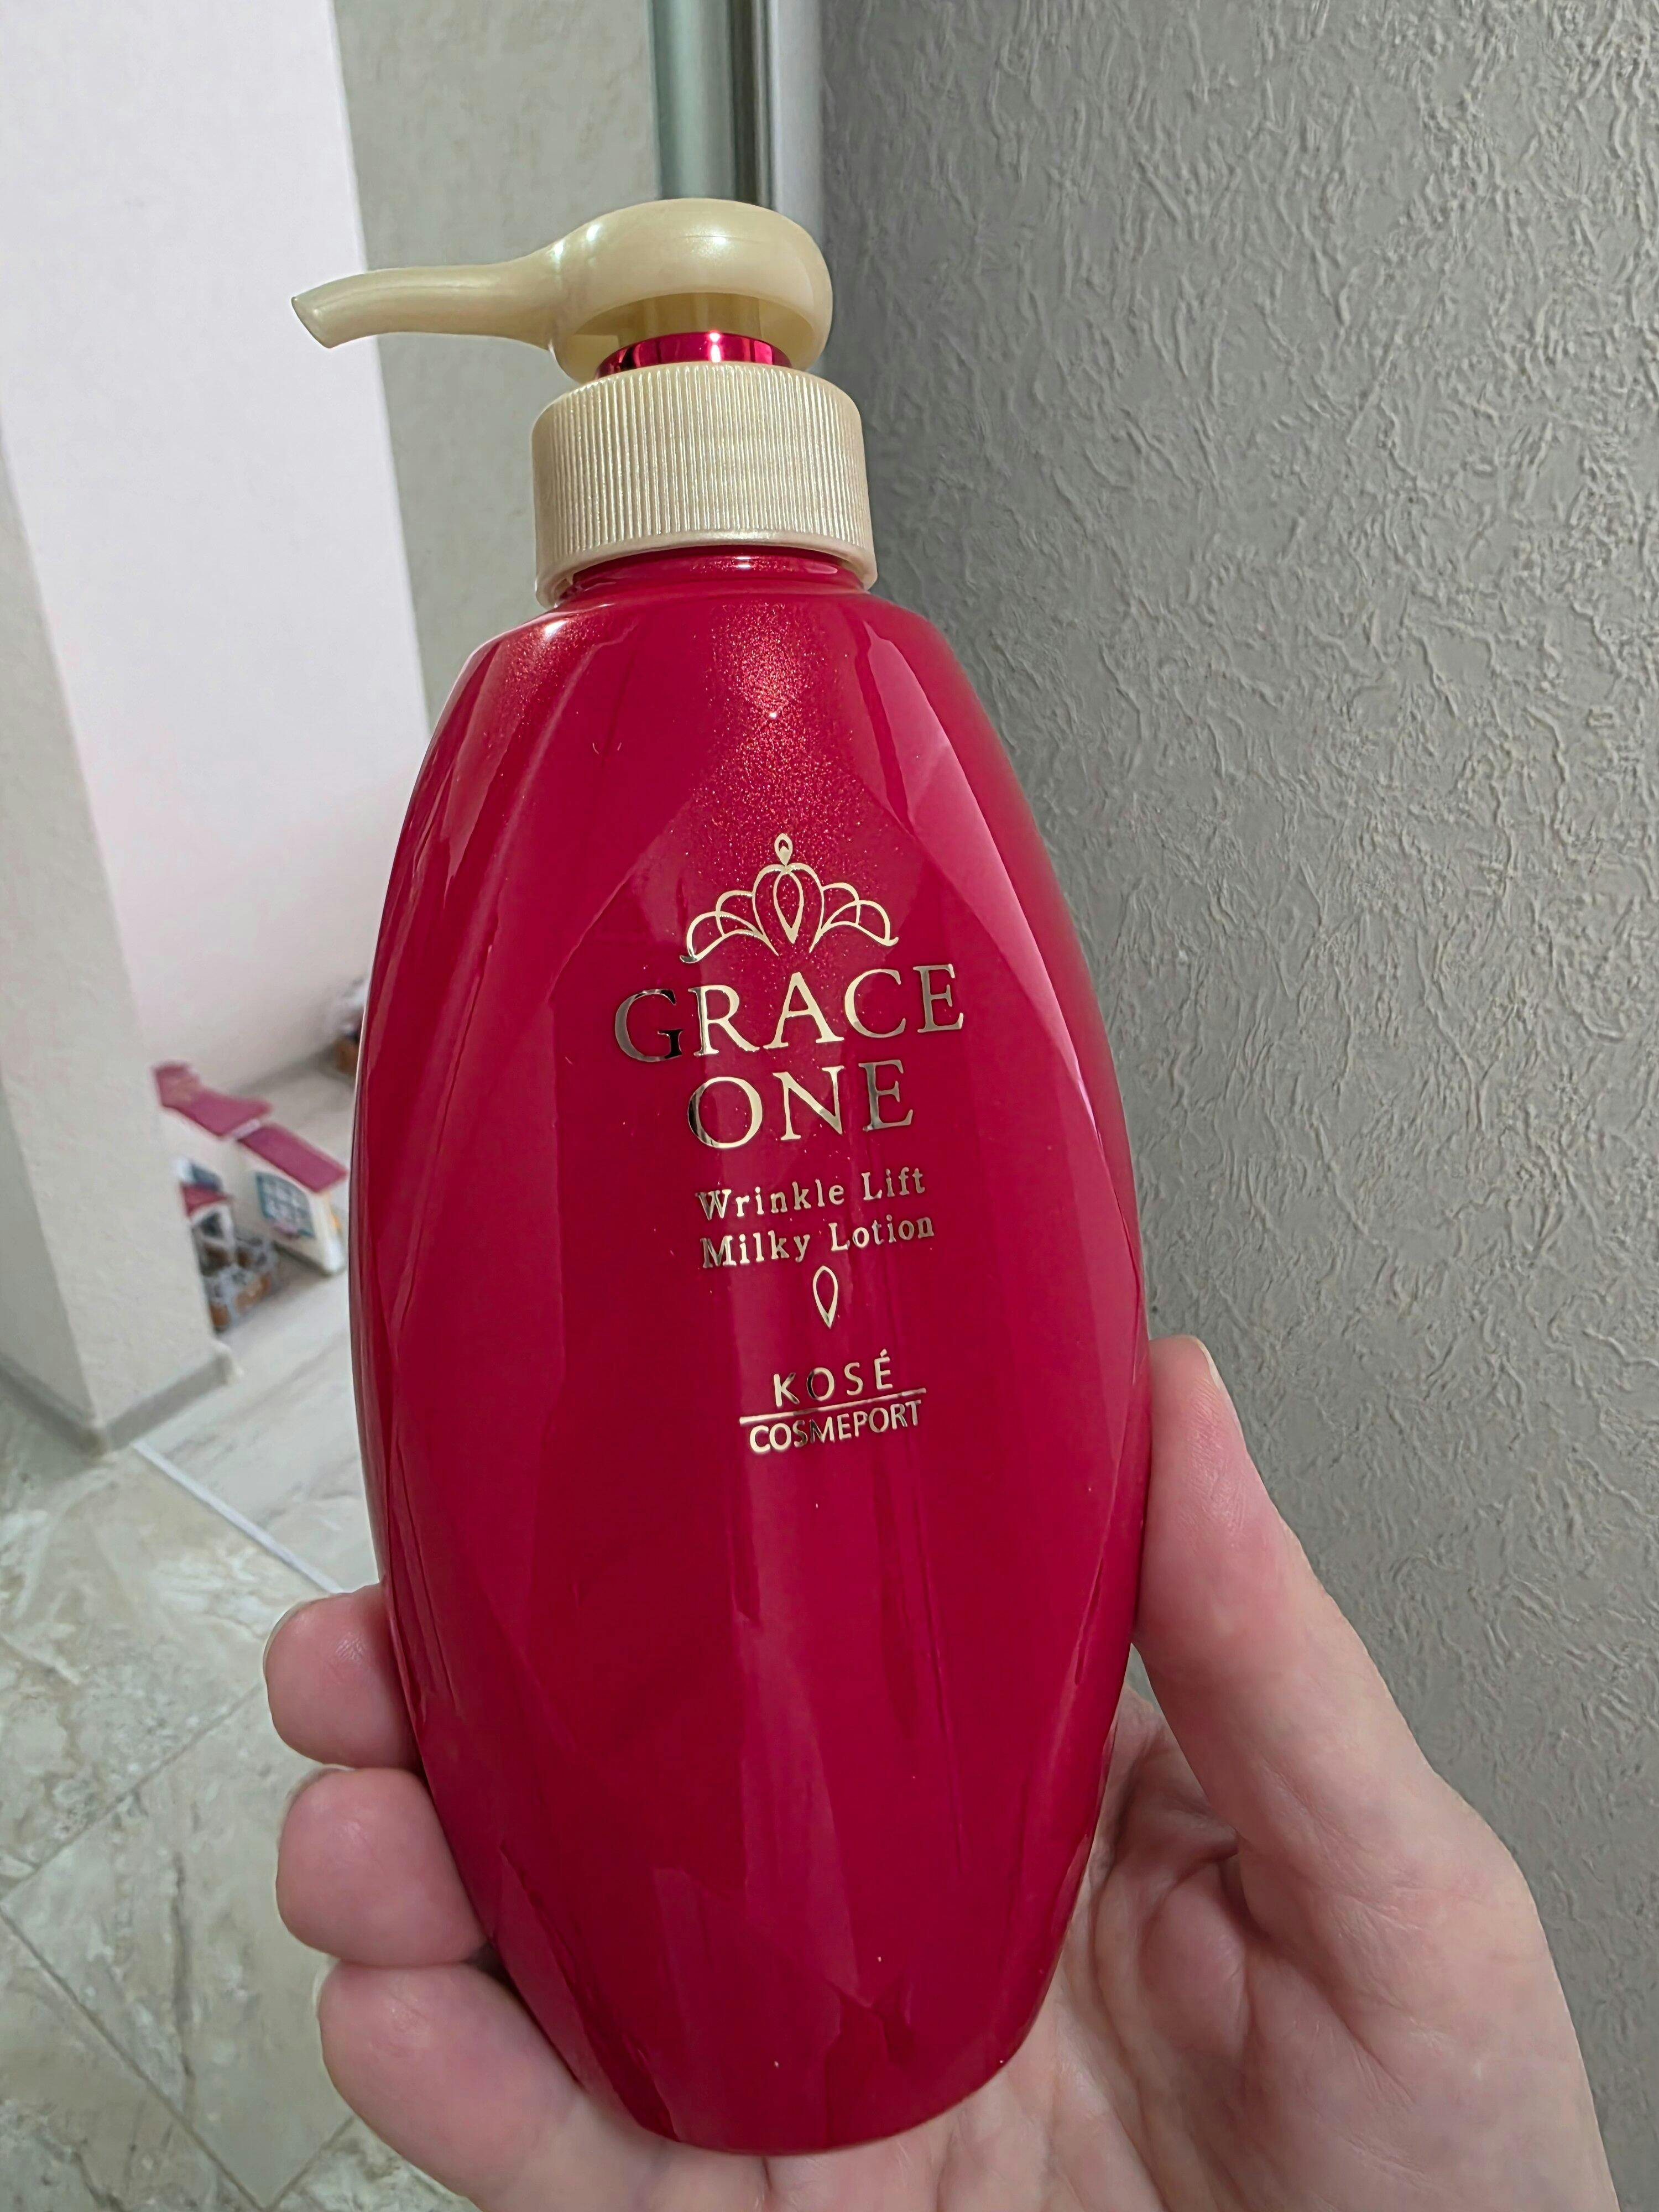 GRACE
ONE
Wrinkle Lift
Milky Lotion
KOSÉ
COSMEPORT